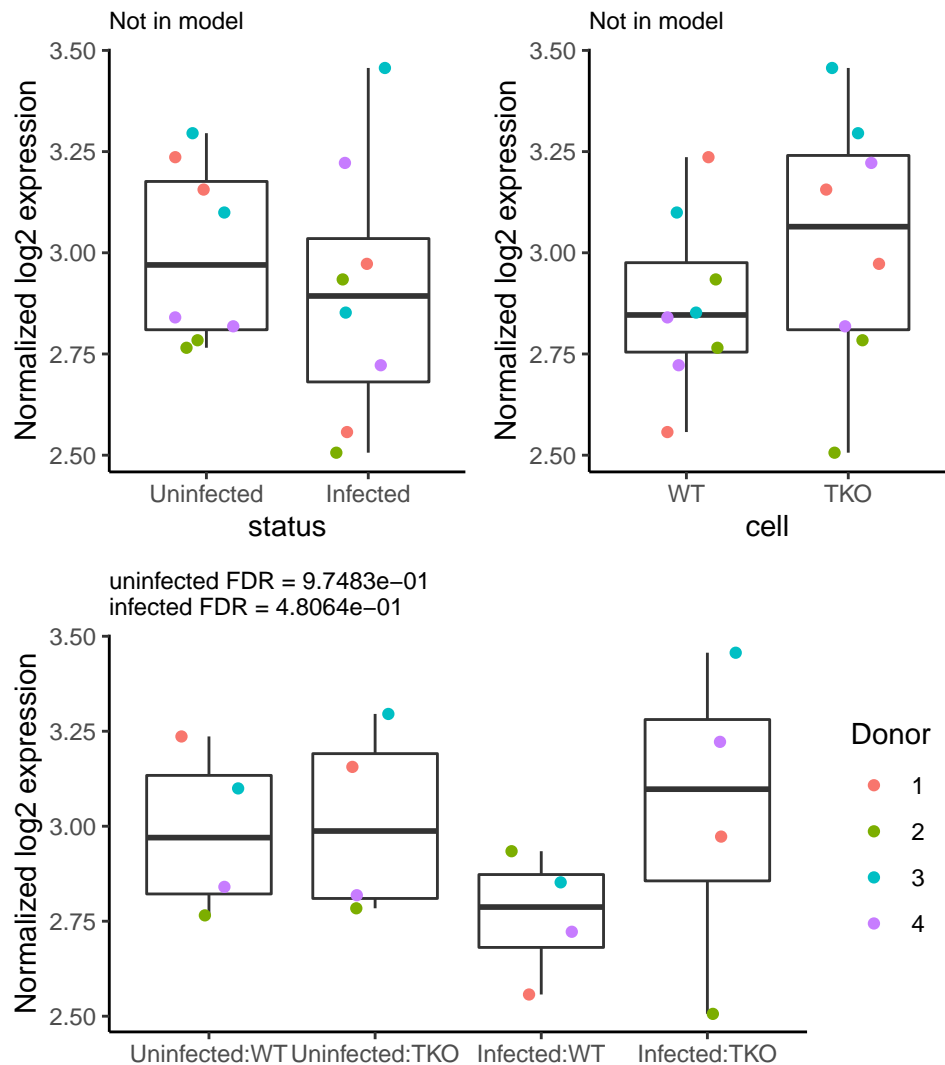 Not in model
Normalized log2 expression
3.50
3.25
3.00
2.75
2.50
Uninfected
Infected
status
Not in model
Normalized log2 expression
3.50
3.25
3.00
2.75
2.50
WT
TKO
cell
uninfected FDR = 9.7483e−01
infected FDR = 4.8064e−01
Normalized log2 expression
3.50
3.25
3.00
2.75
2.50
Uninfected:WT
Uninfected:TKO
Infected:WT
Infected:TKO
Donor
1
2
3
4